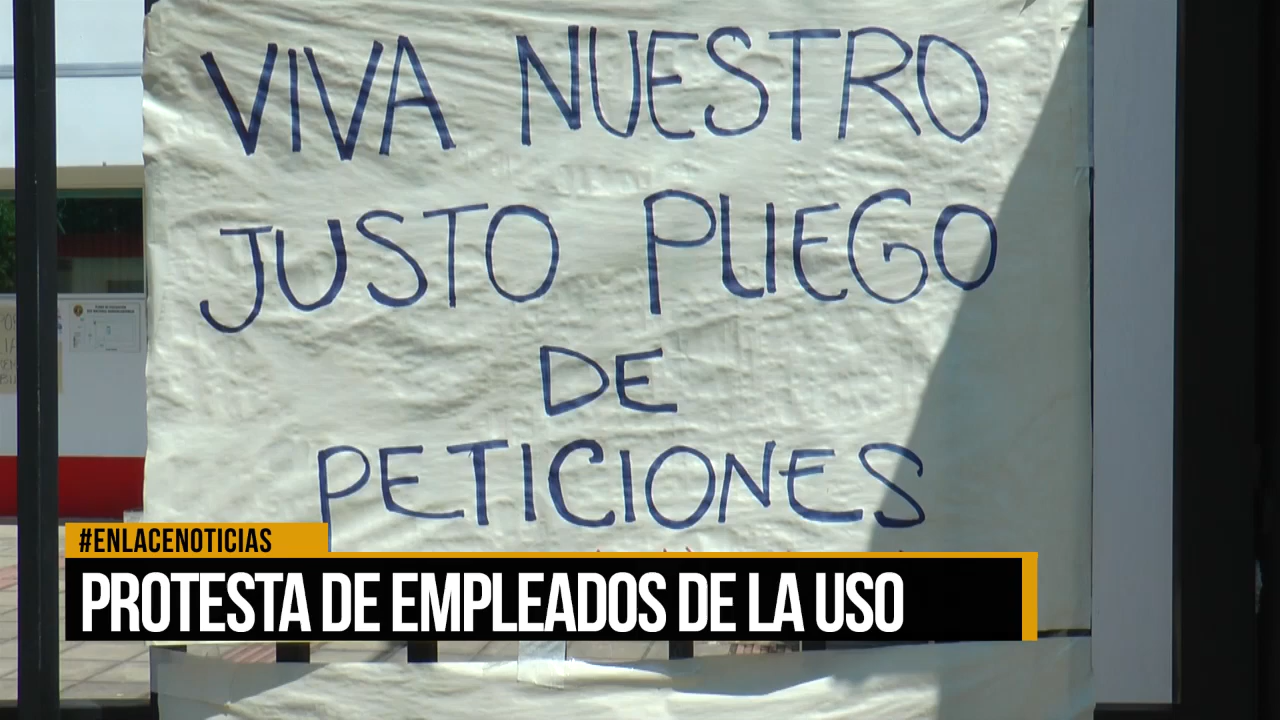 VIVA NUESTRO
JUSTO PLIEGO
DE
PETICIONES
#ENLACENOTICIAS
PROTESTA DE EMPLEADOS DE LA USO